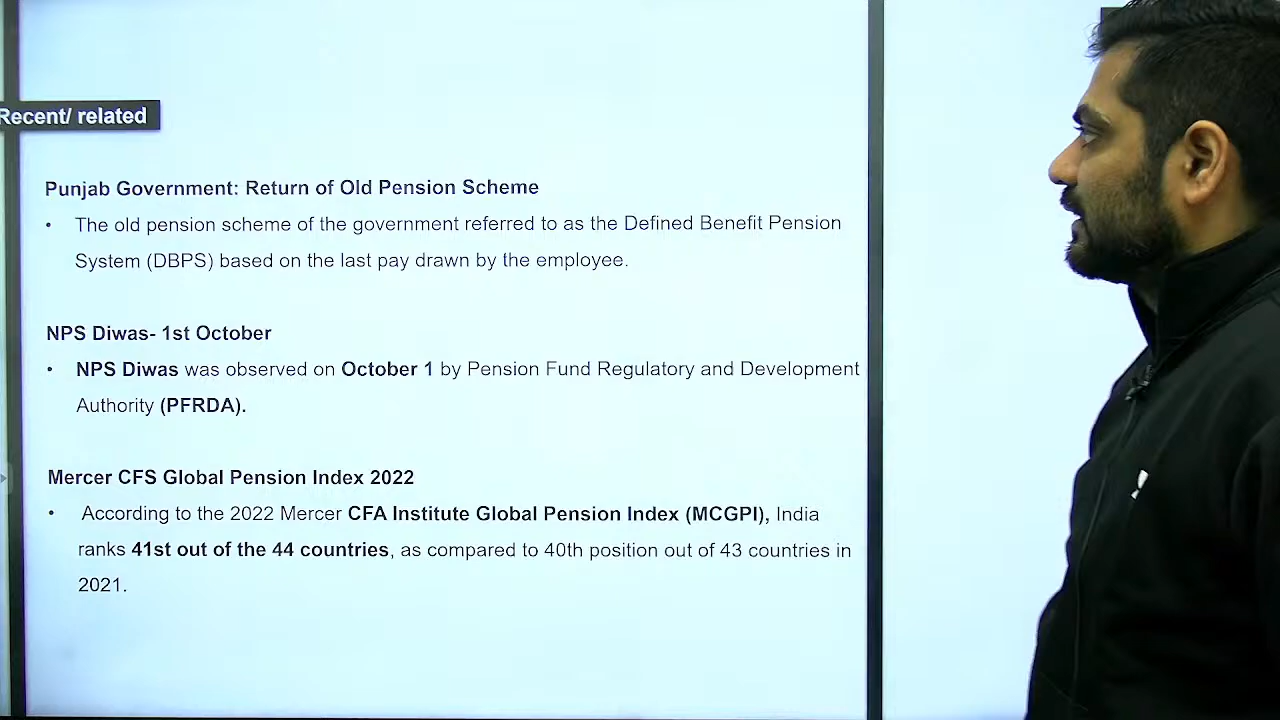 Recent/ related
Punjab Government: Return of Old Pension Scheme
• The old pension scheme of the government referred to as the Defined Benefit Pension
System (DBPS) based on the last pay drawn by the employee.
NPS Diwas- 1st October
• NPS Diwas was observed on October 1 by Pension Fund Regulatory and Development
Authority (PFRDA).
Mercer CFS Global Pension Index 2022
• According to the 2022 Mercer CFA Institute Global Pension Index (MCGPI), India
ranks 41st out of the 44 countries, as compared to 40th position out of 43 countries in
2021.